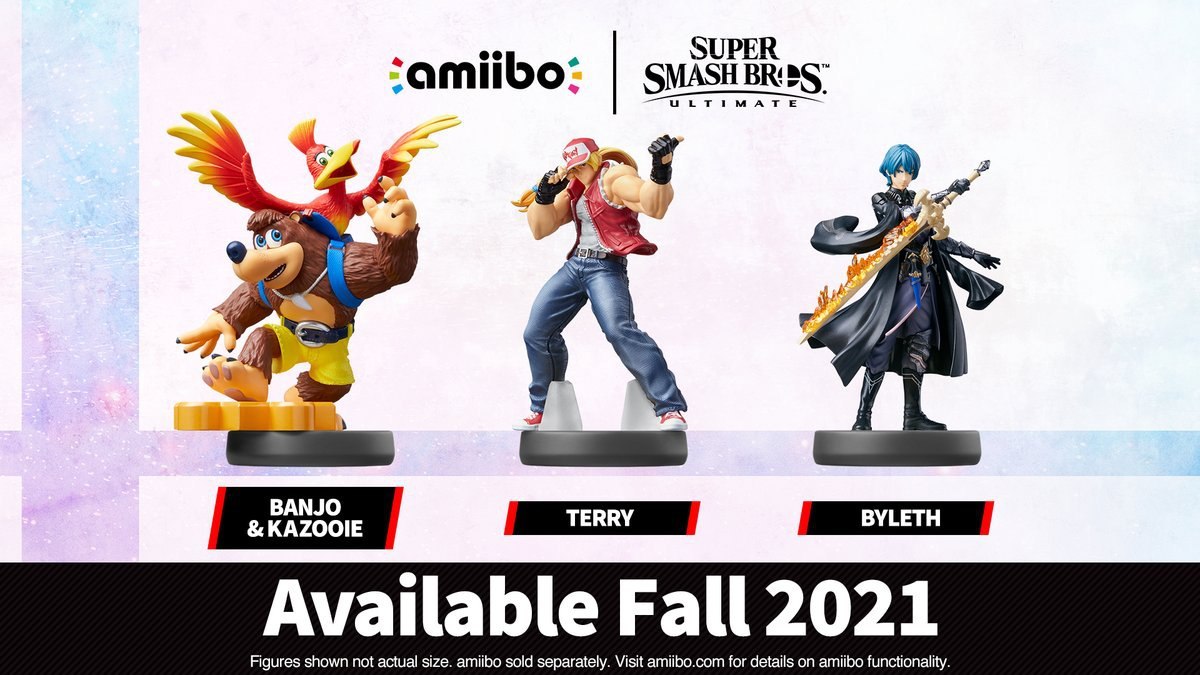 amiibo
SUPER
SMASH BROS.™
ULTIMATE
BANJO
& KAZOOIE
TERRY
BYLETH
Available Fall 2021
Figures shown not actual size. amiibo sold separately. Visit amiibo.com for details on amiibo functionality.